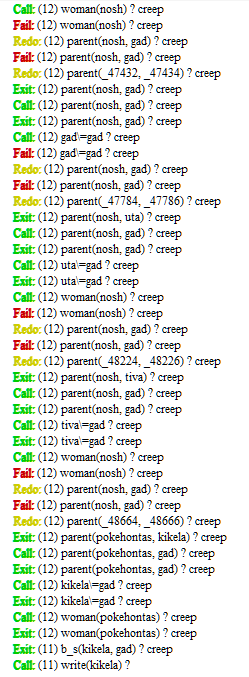 Call: (12) woman(nosh) ? creep
Fail: (12) woman(nosh) ? creep
Redo: (12) parent(nosh, gad) ? creep
Fail: (12) parent(nosh, gad) ? creep
Redo: (12) parent(_47432, _47434) ? creep
Exit: (12) parent(nosh, gad) ? creep
Call: (12) parent(nosh, gad) ? creep
Exit: (12) parent(nosh, gad) ? creep
Call: (12) gad\=gad ? creep
Fail: (12) gad\=gad ? creep
Redo: (12) parent(nosh, gad) ? creep
Fail: (12) parent(nosh, gad) ? creep
Redo: (12) parent(_47784, _47786) ? creep
Exit: (12) parent(nosh, uta) ? creep
Call: (12) parent(nosh, gad) ? creep
Exit: (12) parent(nosh, gad) ? creep
Call: (12) uta\=gad ? creep
Exit: (12) uta\=gad ? creep
Call: (12) woman(nosh) ? creep
Fail: (12) woman(nosh) ? creep
Redo: (12) parent(nosh, gad) ? creep
Fail: (12) parent(nosh, gad) ? creep
Redo: (12) parent(_48224, _48226) ? creep
Exit: (12) parent(nosh, tiva) ? creep
Call: (12) parent(nosh, gad) ? creep
Exit: (12) parent(nosh, gad) ? creep
Call: (12) tiva\=gad ? creep
Exit: (12) tiva\=gad ? creep
Call: (12) woman(nosh) ? creep
Fail: (12) woman(nosh) ? creep
Redo: (12) parent(nosh, gad) ? creep
Fail: (12) parent(nosh, gad) ? creep
Redo: (12) parent(_48664, _48666) ? creep
Exit: (12) parent(pokehontas, kikela) ? creep
Call: (12) parent(pokehontas, gad) ? creep
Exit: (12) parent(pokehontas, gad) ? creep
Call: (12) kikela\=gad ? creep
Exit: (12) kikela\=gad ? creep
Call: (12) woman(pokehontas) ? creep
Exit: (12) woman(pokehontas) ? creep
Exit: (11) b_s(kikela, gad) ? creep
Call: (11) write(kikela) ?